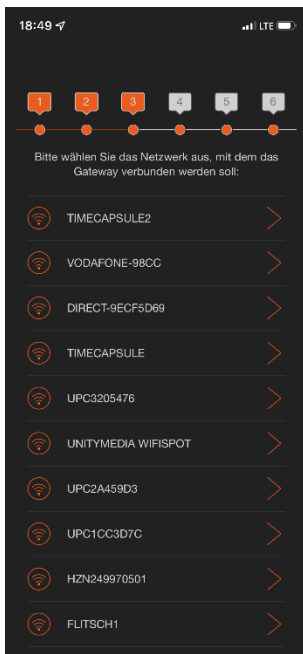 18:49 LTE
1 2 3 4 5 6
Bitte wählen Sie das Netzwerk aus, mit dem das
Gateway verbunden werden soll:
TIMECAPSULE2
VODAFONE-98CC
DIRECT-9ECF5D69
TIMECAPSULE
UPC3205476
UNITYMEDIA WIFISPOT
UPC2A459D3
UPC1CC3D7C
HZN249970501
FLITSCH1